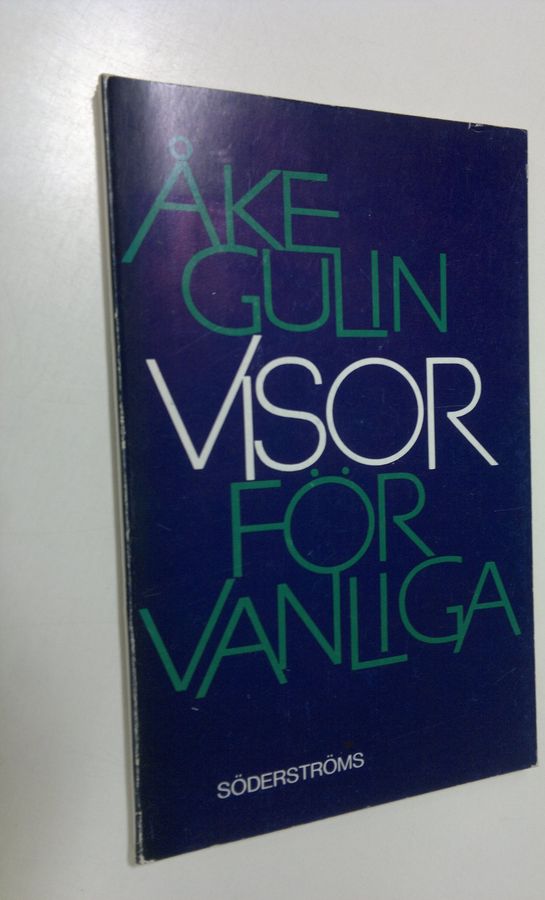 ÅKE
GULIN
VISOR
FÖR
VANLIGA
SÖDERSTRÖMS